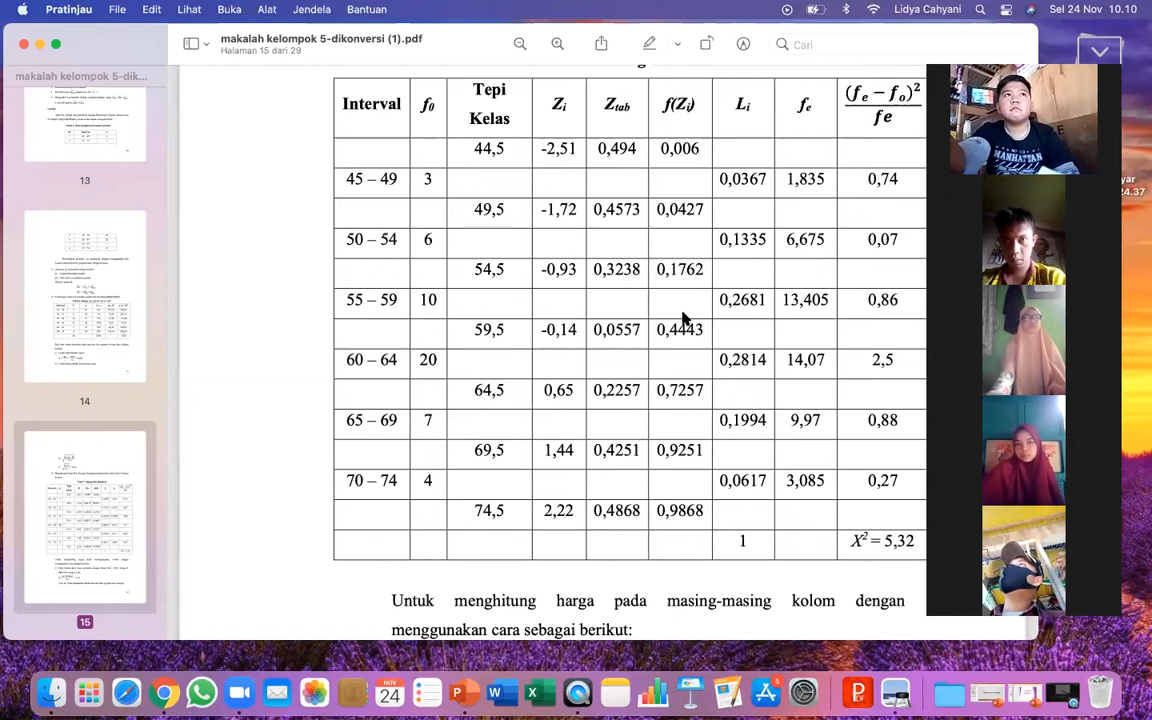 Pratinjau File Edit Lihat Buka Alat Jendela Bantuan Lidya Cahyani Sel 24 Nov 10.10
makalah kelompok 5-dikonversi (1).pdf
Halaman 15 dari 29
Cari
makalah kelompok 5-dik...
13
14
15
Interval f₀ Tepi Kelas Zᵢ Zₜₐᵦ f(Zᵢ) Lᵢ fₑ (fₑ − fₒ)² / fe
44,5 -2,51 0,494 0,006
45 – 49 3 0,0367 1,835 0,74
49,5 -1,72 0,4573 0,0427
50 – 54 6 0,1335 6,675 0,07
54,5 -0,93 0,3238 0,1762
55 – 59 10 0,2681 13,405 0,86
59,5 -0,14 0,0557 0,4443
60 – 64 20 0,2814 14,07 2,5
64,5 0,65 0,2257 0,7257
65 – 69 7 0,1994 9,97 0,88
69,5 1,44 0,4251 0,9251
70 – 74 4 0,0617 3,085 0,27
74,5 2,22 0,4868 0,9868
1 X² = 5,32
Untuk menghitung harga pada masing-masing kolom dengan
menggunakan cara sebagai berikut:
MANHATTAN
yar
24.37
NOV
24
5